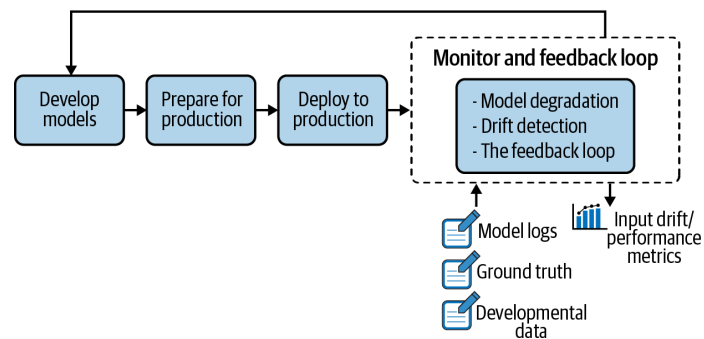 Monitor and feedback loop
Develop
models
Prepare for
production
Deploy to
production
- Model degradation
- Drift detection
- The feedback loop
Model logs
Ground truth
Developmental
data
Input drift/
performance
metrics